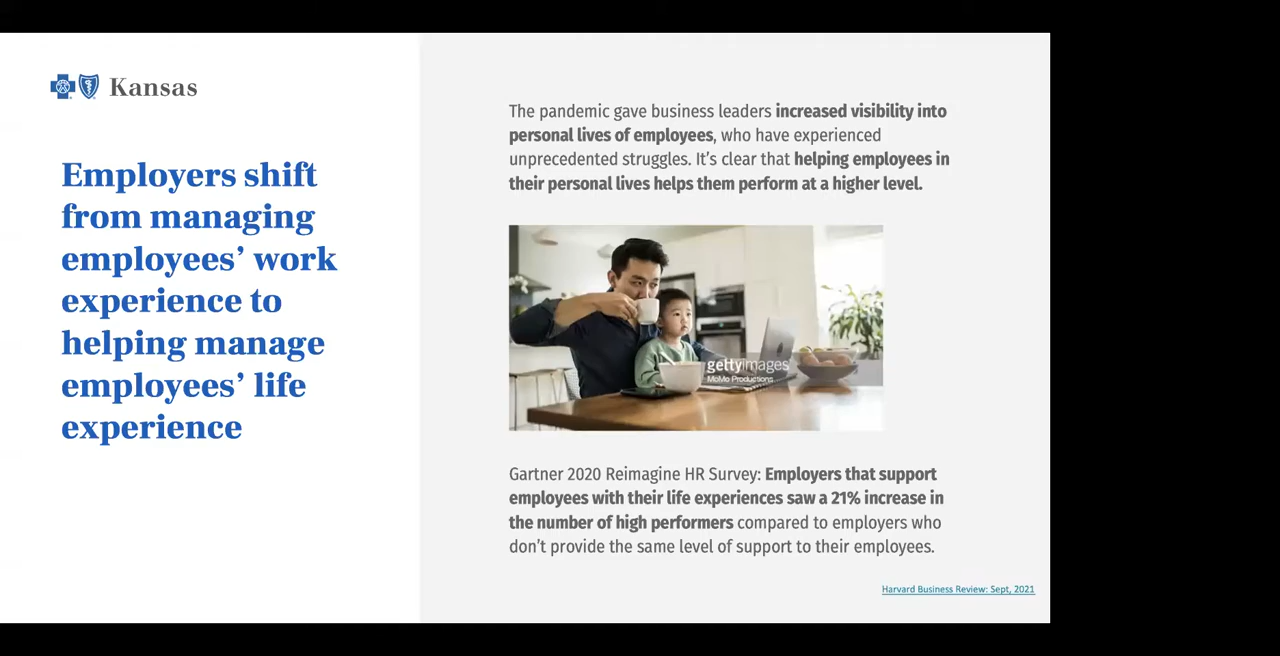 Kansas
Employers shift
from managing
employees’ work
experience to
helping manage
employees’ life
experience
The pandemic gave business leaders increased visibility into
personal lives of employees, who have experienced
unprecedented struggles. It’s clear that helping employees in
their personal lives helps them perform at a higher level.
gettyimages
MoMo Productions
Gartner 2020 Reimagine HR Survey: Employers that support
employees with their life experiences saw a 21% increase in
the number of high performers compared to employers who
don’t provide the same level of support to their employees.
Harvard Business Review: Sept, 2021